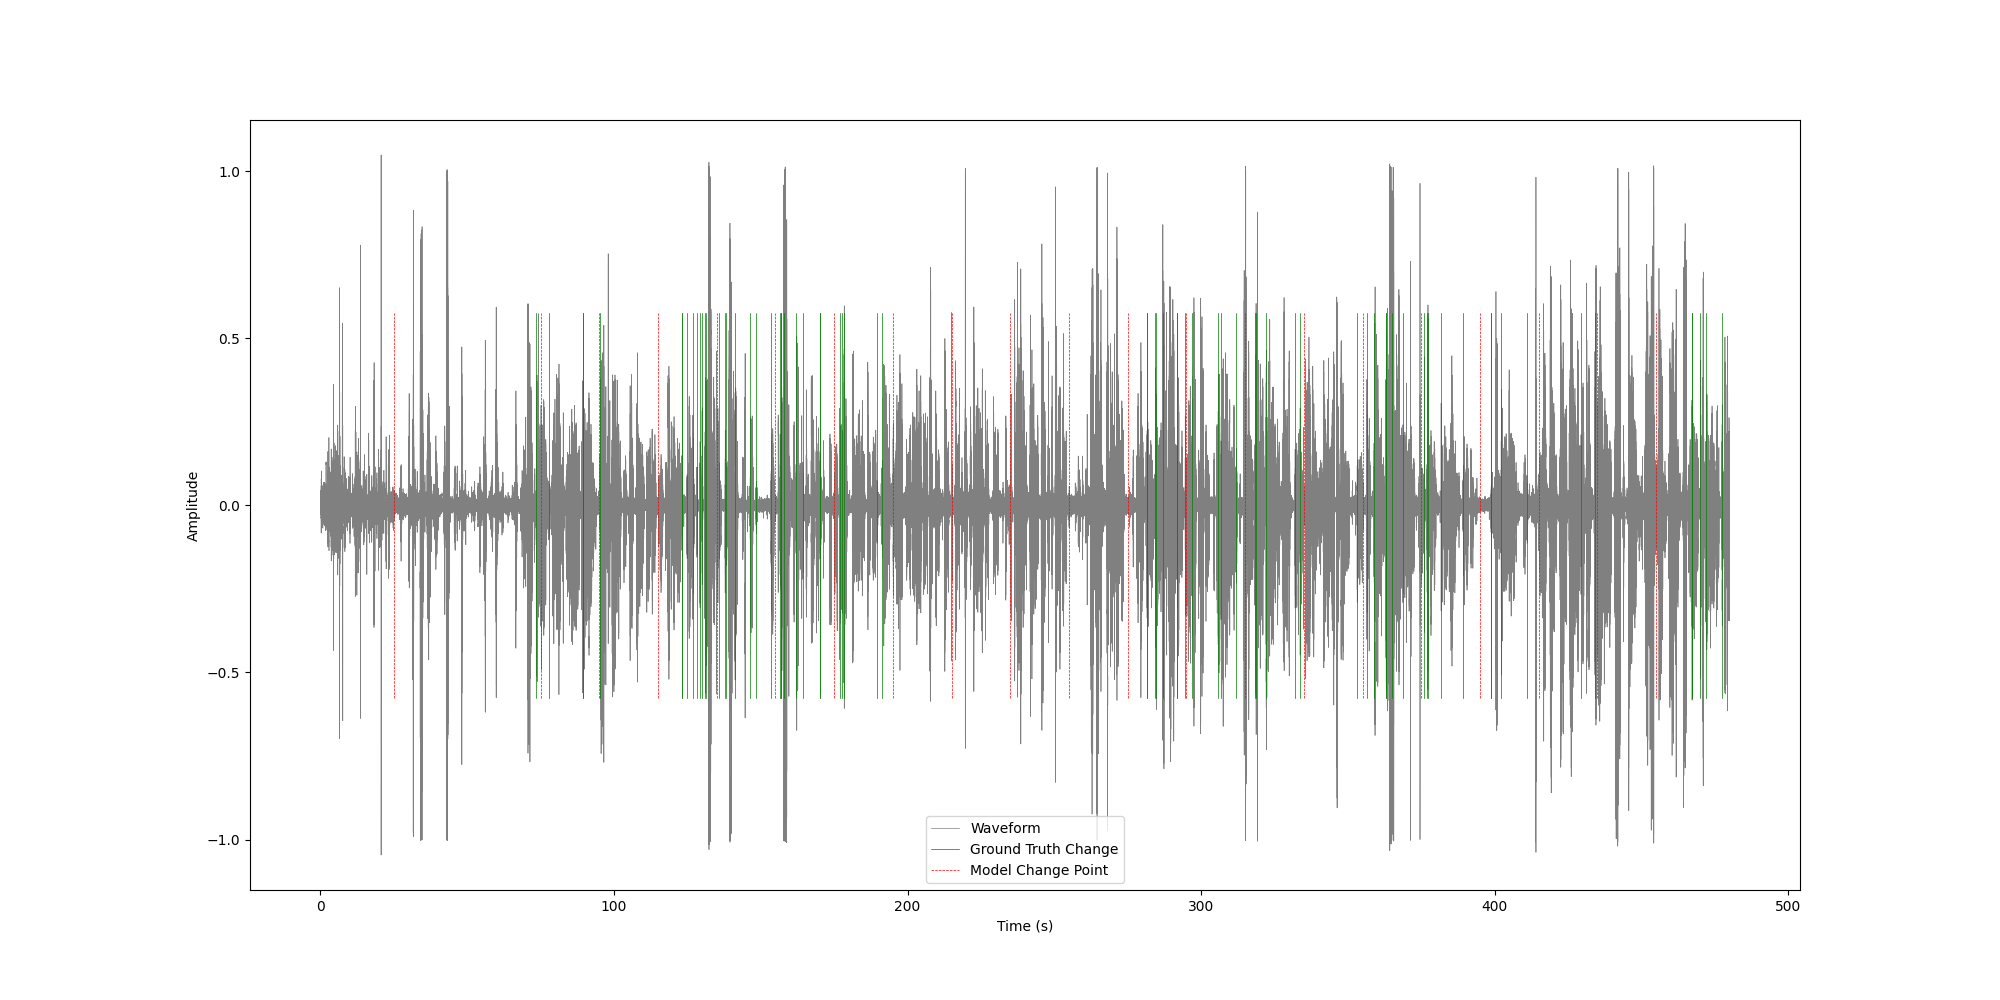 1.0
0.5
0.0
−0.5
−1.0
Amplitude
Waveform
Ground Truth Change
Model Change Point
0 100 200 300 400 500
Time (s)